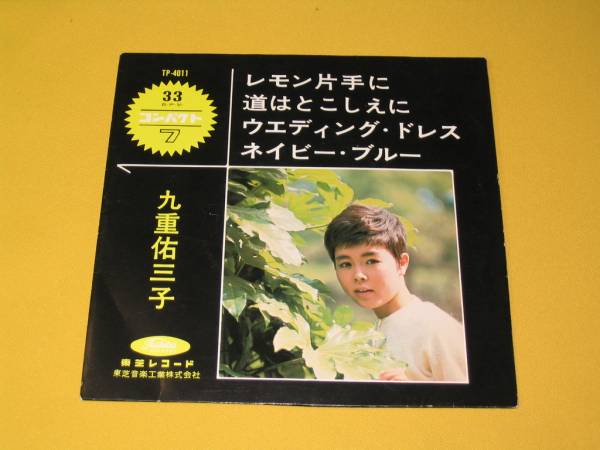 TP-4011
33
コンパクト
7
レモン片手に
道はとこしえに
ウエディング・ドレス
ネイビー・ブルー
九重佑三子
Toshiba
東芝レコード
東芝音楽工業株式会社